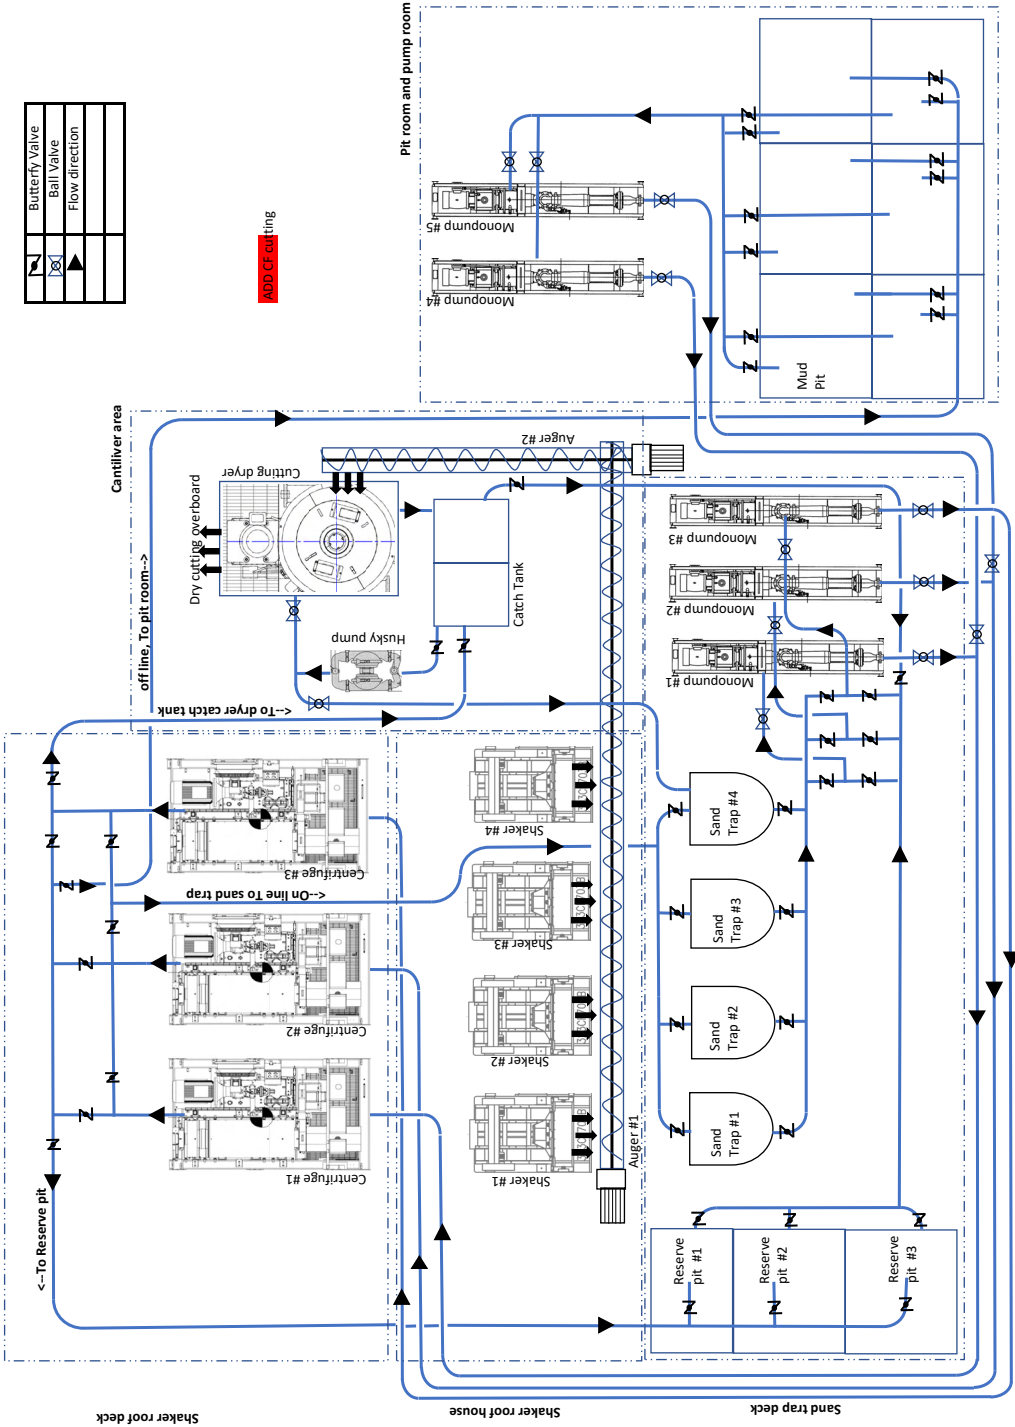 Butterfy Valve
Ball Valve
Flow direction
ADD CF cutting
Pit room and pump room
Monopump
#5
Monopump
#4
Mud
Pit
Cantiliver area
off line, To pit room-->
Dry cutting overboard
Cutting dryer
Auger #2
Catch Tank
Husky pump
<--To dryer catch tank
Monopump
#3
Monopump
#2
Monopump
#1
Centrifuge #3
<--On line To sand trap
Centrifuge #2
Centrifuge #1
Shaker #4
Shaker #3
Shaker #2
Shaker #1
Auger #1
Sand
Trap #4
Sand
Trap #3
Sand
Trap #2
Sand
Trap #1
<--To Reserve pit
Reserve
pit #1
Reserve
pit #2
Reserve
pit #3
Shaker roof deck
Shaker roof house
Sand trap deck